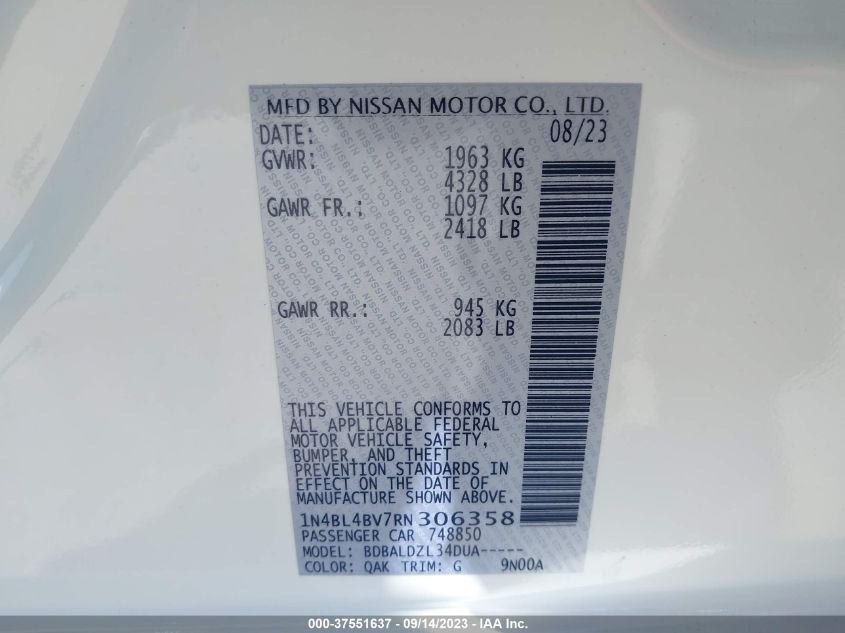 MFD BY NISSAN MOTOR CO., LTD.
DATE: 08/23
GVWR: 1963 KG
4328 LB
GAWR FR.: 1097 KG
2418 LB
GAWR RR.: 945 KG
2083 LB
THIS VEHICLE CONFORMS TO
ALL APPLICABLE FEDERAL
MOTOR VEHICLE SAFETY,
BUMPER, AND THEFT
PREVENTION STANDARDS IN
EFFECT ON THE DATE OF
MANUFACTURE SHOWN ABOVE.
1N4BL4BV7RN306358
PASSENGER CAR 748850
MODEL: BDBALDZL34DUA-----
COLOR: QAK TRIM: G 9N00A
000-37551637 - 09/14/2023 - IAA Inc.